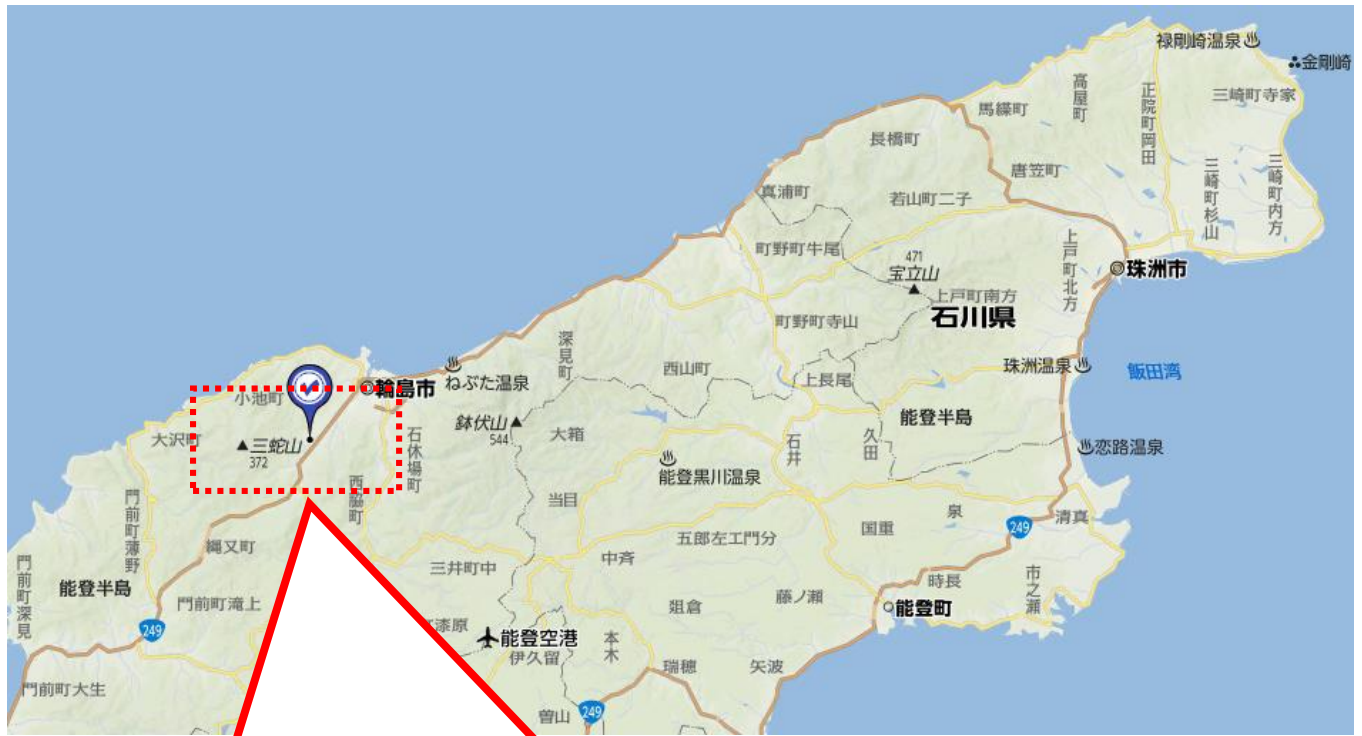 禄剛崎温泉
金剛崎
三崎町寺家
高屋町
正院町岡田
馬緤町
長橋町
唐笠町
三崎町杉山
三崎町内方
真浦町
若山町二子
町野町牛尾
471
宝立山
上戸町北方
珠洲市
上戸町南方
石川県
町野町寺山
深見町
西山町
珠洲温泉
飯田湾
上長尾
ねぶた温泉
輪島市
小池町
能登半島
鉢伏山
544
大箱
石井
久田
恋路温泉
大沢町
三蛇山
372
石休場町
能登黒川温泉
西脇町
当目
門前町薄野
国重
泉
249
清真
五郎左エ門分
縄又町
中斉
三井町中
時長
市之瀬
門前町深見
能登半島
門前町滝上
藤ノ瀬
俎倉
能登町
249
漆原
能登空港
伊久留
本木
瑞穂
矢波
門前町大生
曽山
249